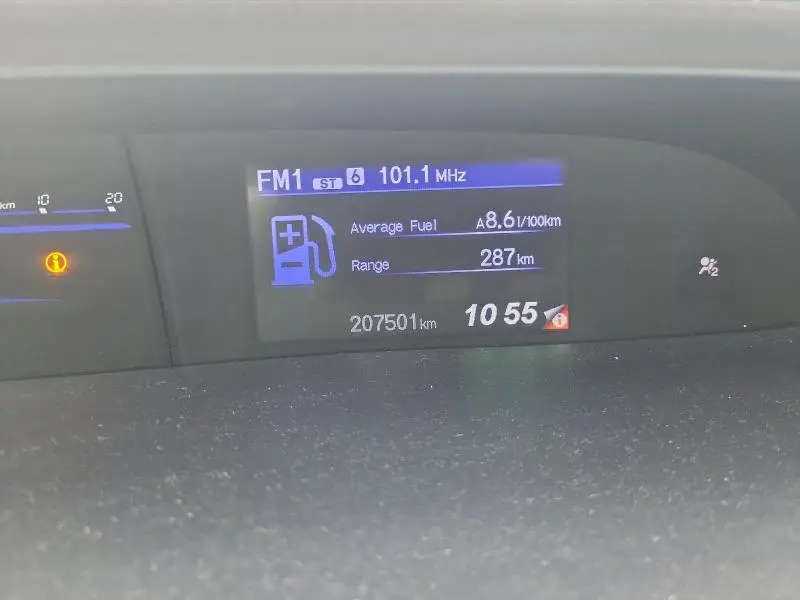 FM1 ST 6 101.1 MHz
km 10 20
Average Fuel A8.6 l/100km
Range 287 km
207501 km 10 55
2